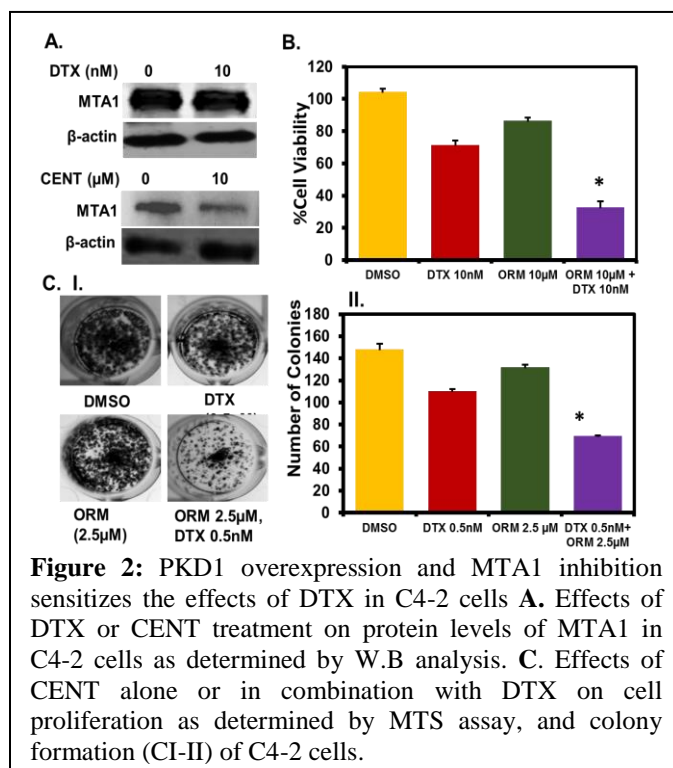 A.
DTX (nM) 0 10
MTA1
β-actin
CENT (µM) 0 10
MTA1
β-actin
B.
%Cell Viability
120
100
80
60
40
20
0
DMSO DTX 10nM ORM 10µM ORM 10µM +
DTX 10nM
*
C. I.
DMSO DTX
ORM
(2.5µM)
ORM 2.5µM,
DTX 0.5nM
II.
Number of Colonies
180
160
140
120
100
80
60
40
20
0
*
DMSO DTX 0.5nM ORM 2.5 µM DTX 0.5nM+
ORM 2.5µM
Figure 2: PKD1 overexpression and MTA1 inhibition
sensitizes the effects of DTX in C4-2 cells A. Effects of
DTX or CENT treatment on protein levels of MTA1 in
C4-2 cells as determined by W.B analysis. C. Effects of
CENT alone or in combination with DTX on cell
proliferation as determined by MTS assay, and colony
formation (CI-II) of C4-2 cells.